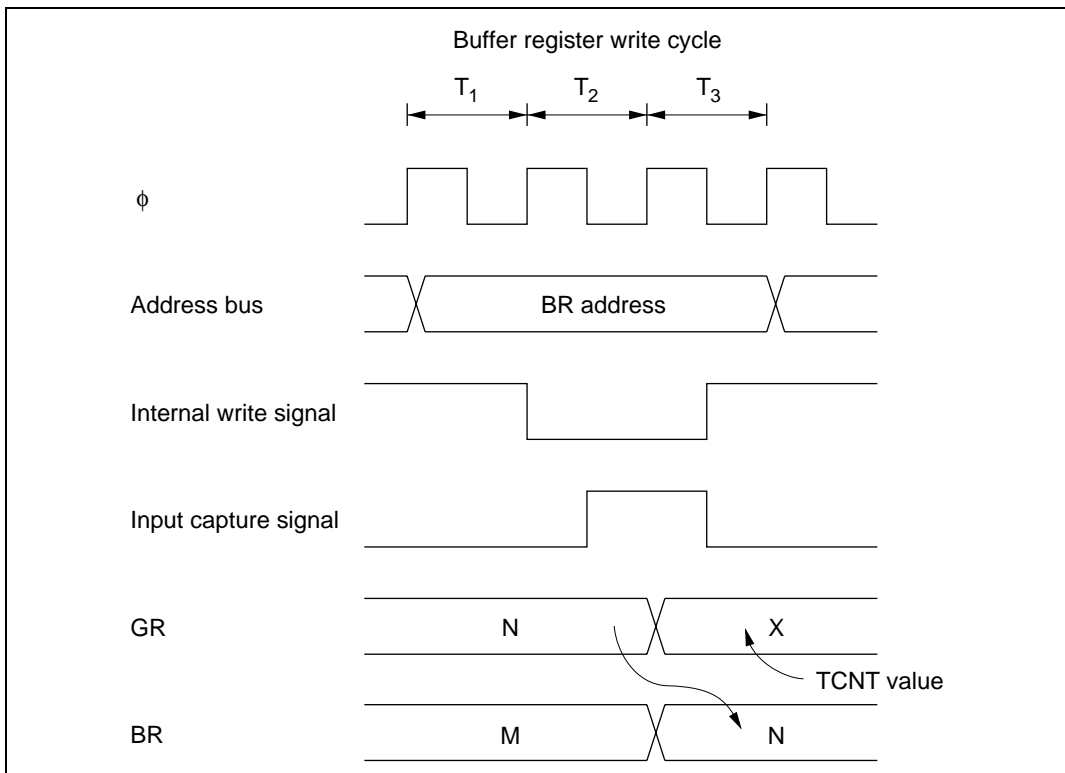 Buffer register write cycle
T1 T2 T3
ϕ
Address bus BR address
Internal write signal
Input capture signal
GR N X
TCNT value
BR M N